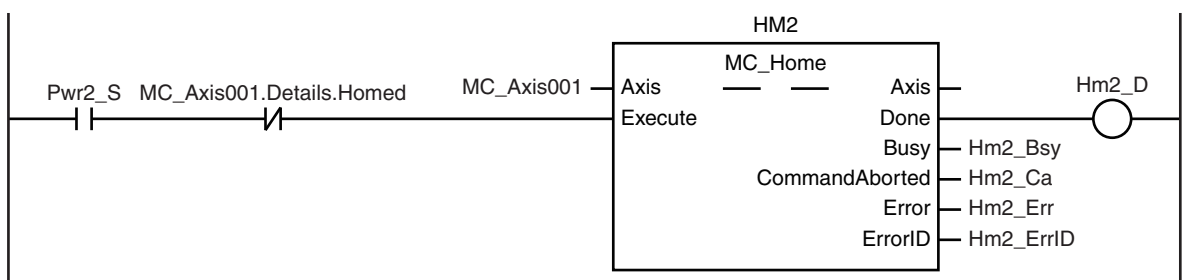 HM2
MC_Home
Pwr2_S MC_Axis001.Details.Homed MC_Axis001 Axis Axis Hm2_D
Execute Done
Busy Hm2_Bsy
CommandAborted Hm2_Ca
Error Hm2_Err
ErrorID Hm2_ErrID